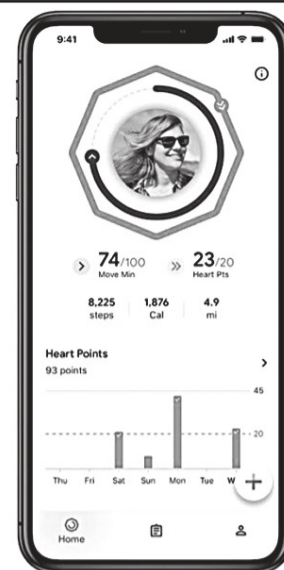 9:41
74/100 23/20
Move Min Heart Pts
8,225 1,876 4.9
steps Cal mi
Heart Points
93 points
45
20
Thu Fri Sat Sun Mon Tue W
Home